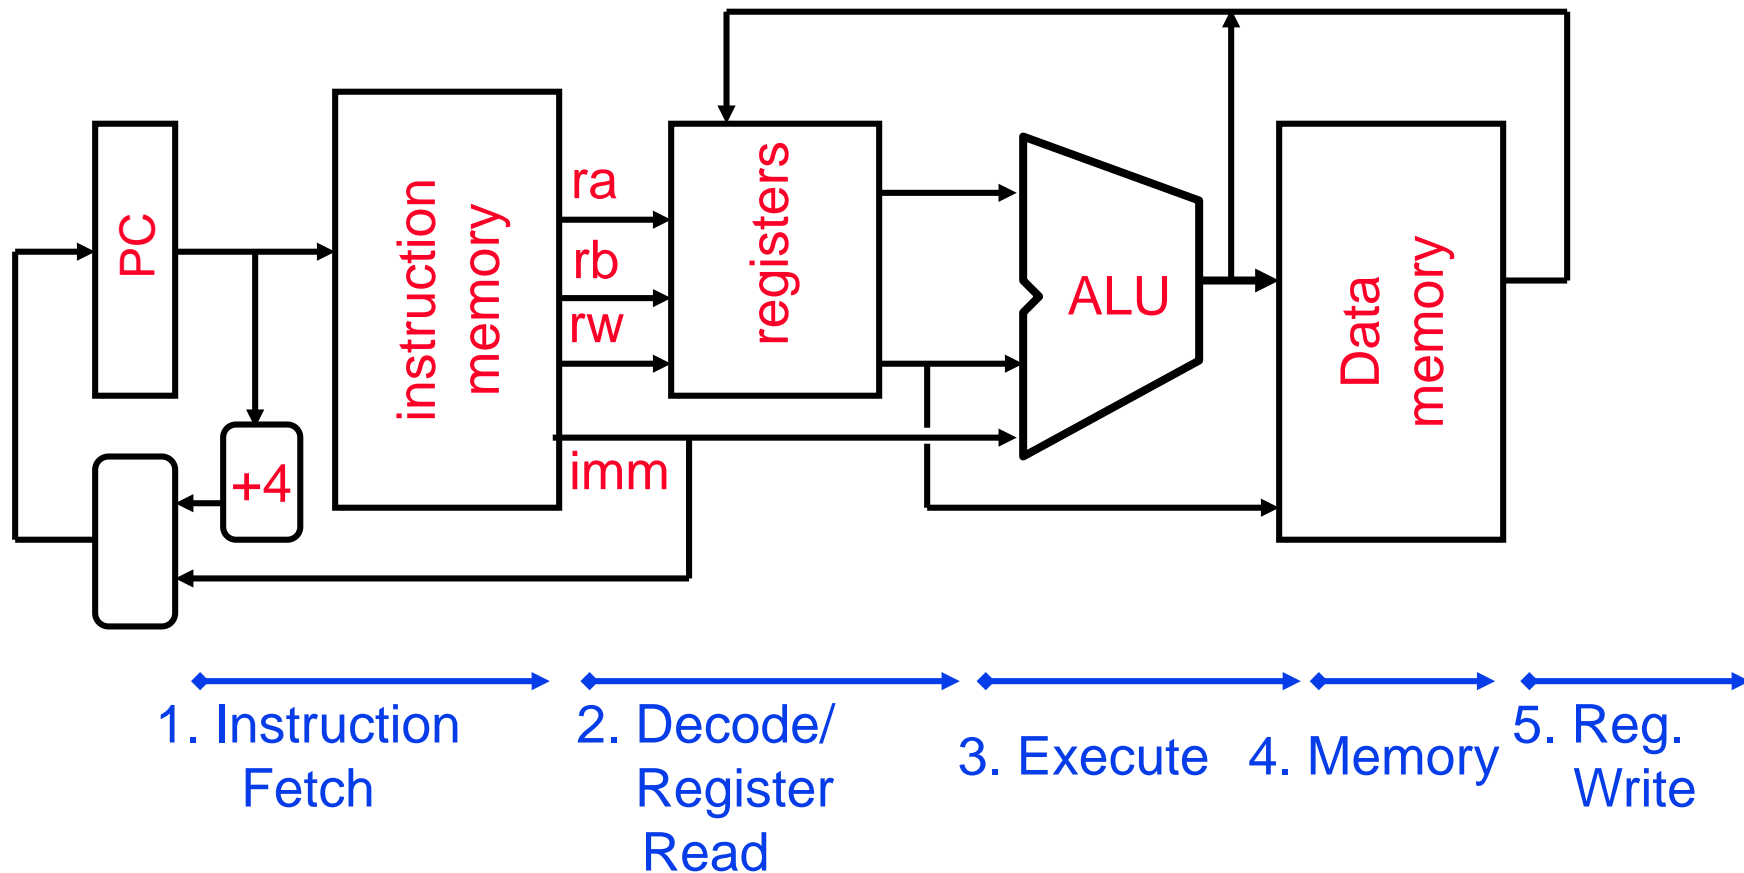 PC
+4
instruction
memory
ra
rb
rw
imm
registers
ALU
Data
memory
1. Instruction
Fetch
2. Decode/
Register
Read
3. Execute
4. Memory
5. Reg.
Write